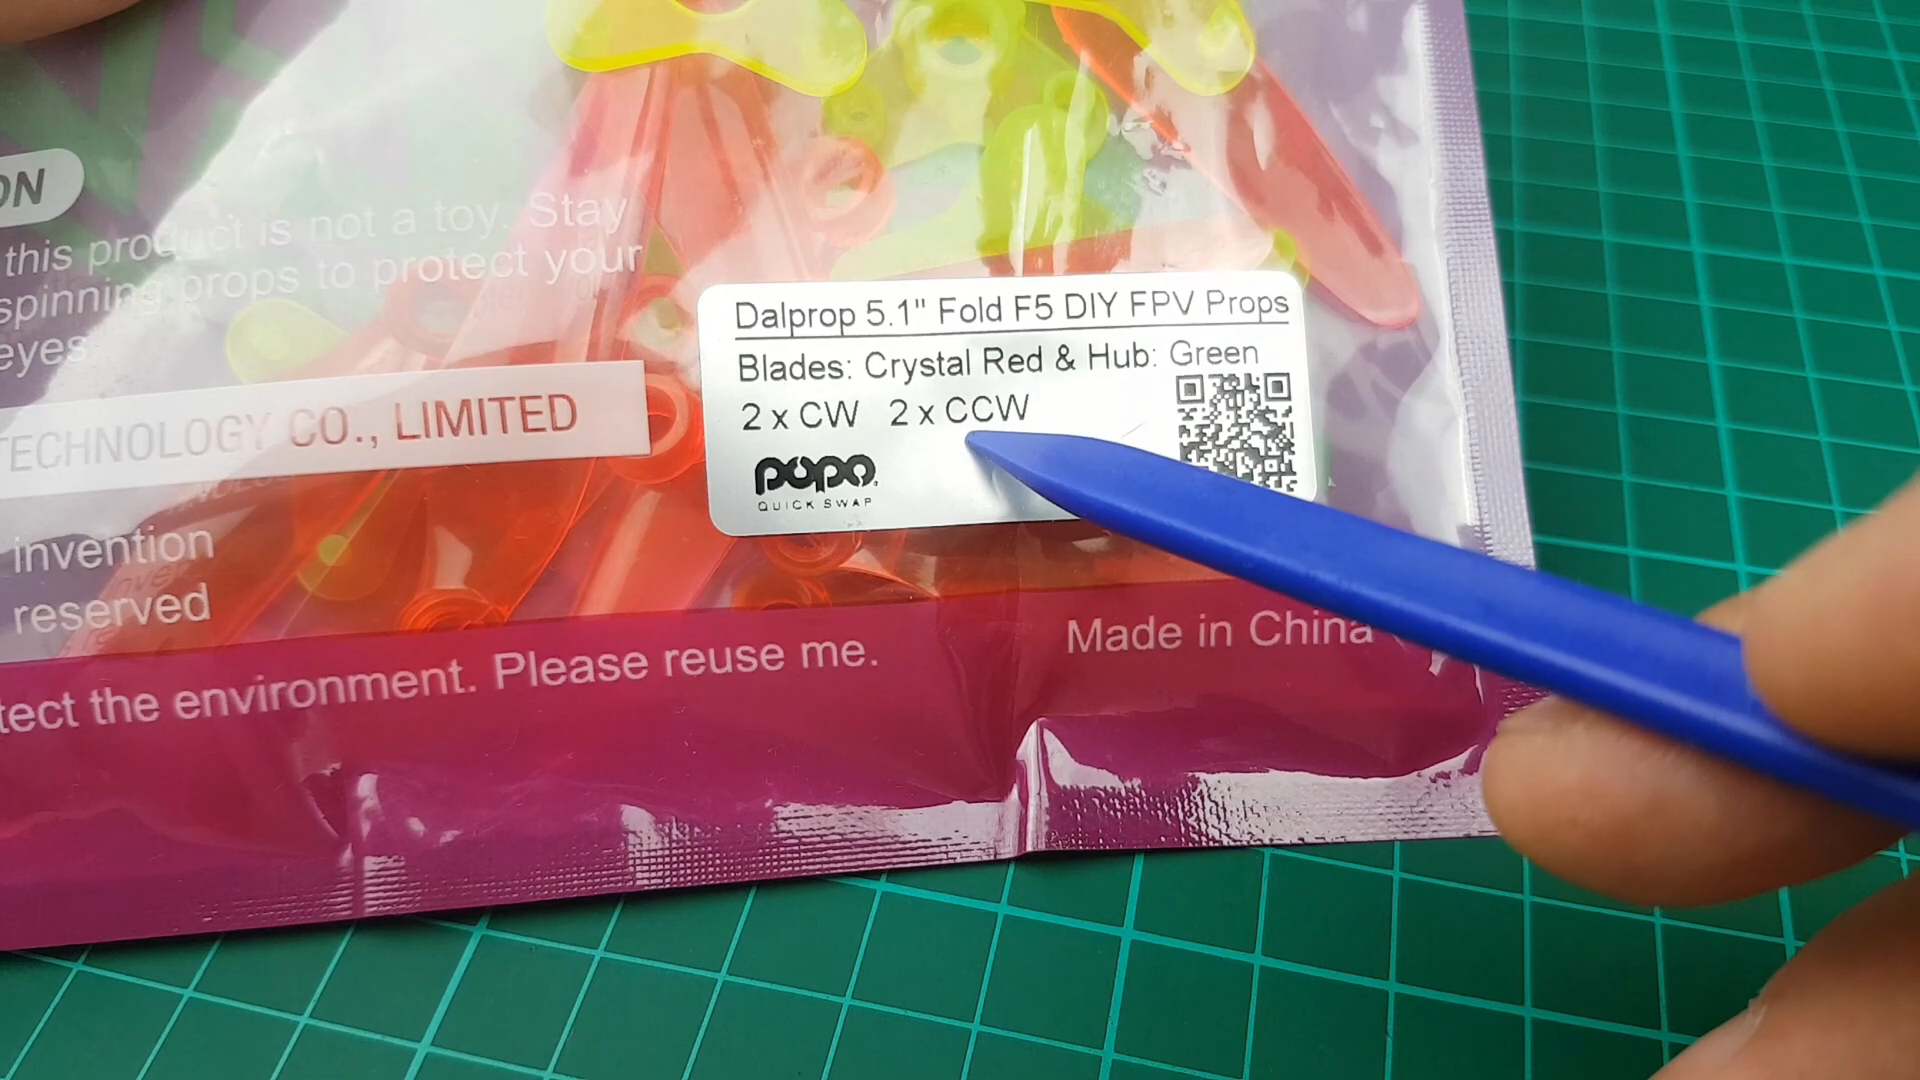 ON
this product is not a toy. Stay
spinning props to protect your
eyes
TECHNOLOGY CO., LIMITED
invention
reserved
tect the environment. Please reuse me.
Made in China
Dalprop 5.1" Fold F5 DIY FPV Props
Blades: Crystal Red & Hub: Green
2 x CW 2 x CCW
popo
QUICK SWAP